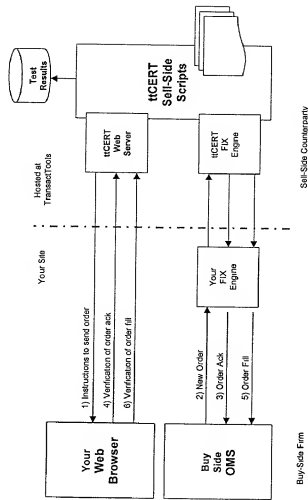 Your Site
Hosted at
TransactTools
Test
Results
Your
Web
Browser
1) Instructions to send order
4) Verification of order ack
6) Verification of order fill
ttCERT
Web
Server
ttCERT
Sell-Side
Scripts
Buy
Side
OMS
2) New Order
3) Order Ack
5) Order Fill
Your
FIX
Engine
ttCERT
FIX
Engine
Buy-Side Firm
Sell-Side Counterparty